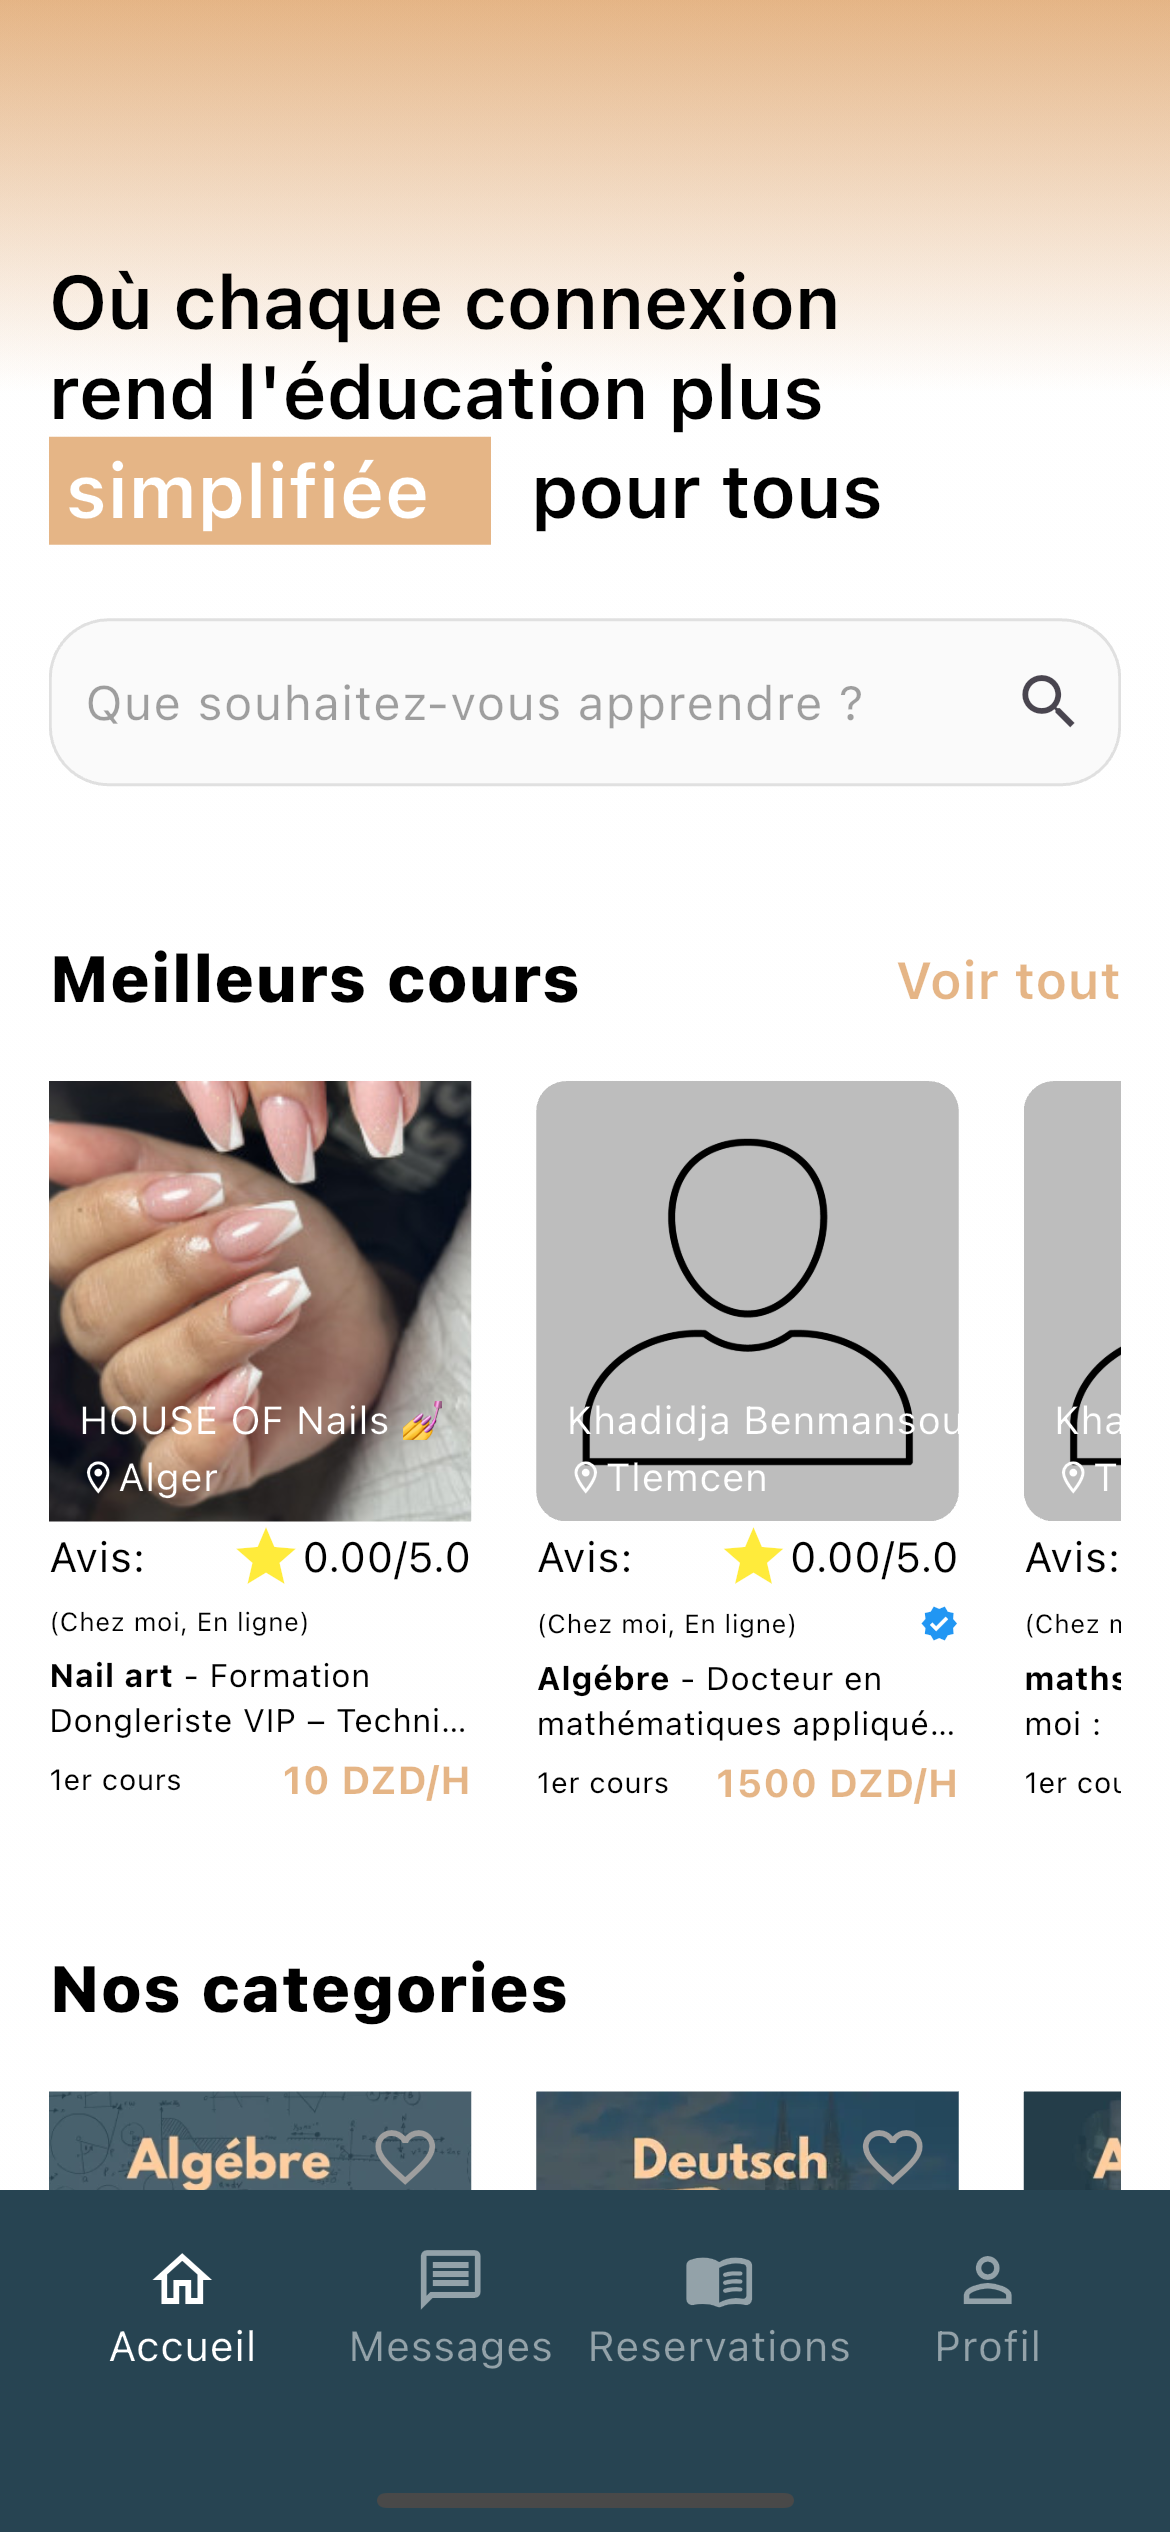 Où chaque connexion
rend l'éducation plus
simplifiée pour tous
Que souhaitez-vous apprendre ?
Meilleurs cours
Voir tout
HOUSE OF Nails 💅
Alger
Avis: 0.00/5.0
(Chez moi, En ligne)
Nail art - Formation
Dongleriste VIP – Techni...
1er cours 10 DZD/H
Khadidja Benmansou
Tlemcen
Avis: 0.00/5.0
(Chez moi, En ligne)
Algébre - Docteur en
mathématiques appliqué...
1er cours 1500 DZD/H
Kha
T
Avis:
(Chez m
maths
moi :
1er cou
Nos categories
Algébre
Deutsch
A
Accueil
Messages
Reservations
Profil